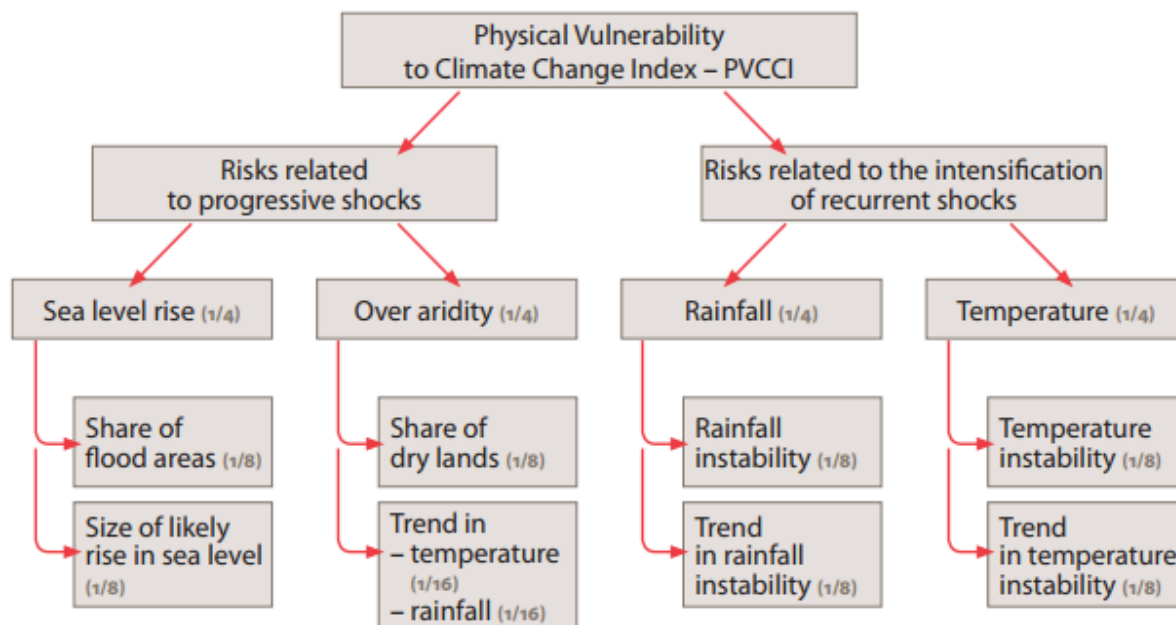 Physical Vulnerability
to Climate Change Index – PVCCI
Risks related
to progressive shocks
Risks related to the intensification
of recurrent shocks
Sea level rise (1/4)
Over aridity (1/4)
Rainfall (1/4)
Temperature (1/4)
Share of
flood areas (1/8)
Share of
dry lands (1/8)
Rainfall
instability (1/8)
Temperature
instability (1/8)
Size of likely
rise in sea level
(1/8)
Trend in
– temperature
(1/16)
– rainfall (1/16)
Trend
in rainfall
instability (1/8)
Trend
in temperature
instability (1/8)